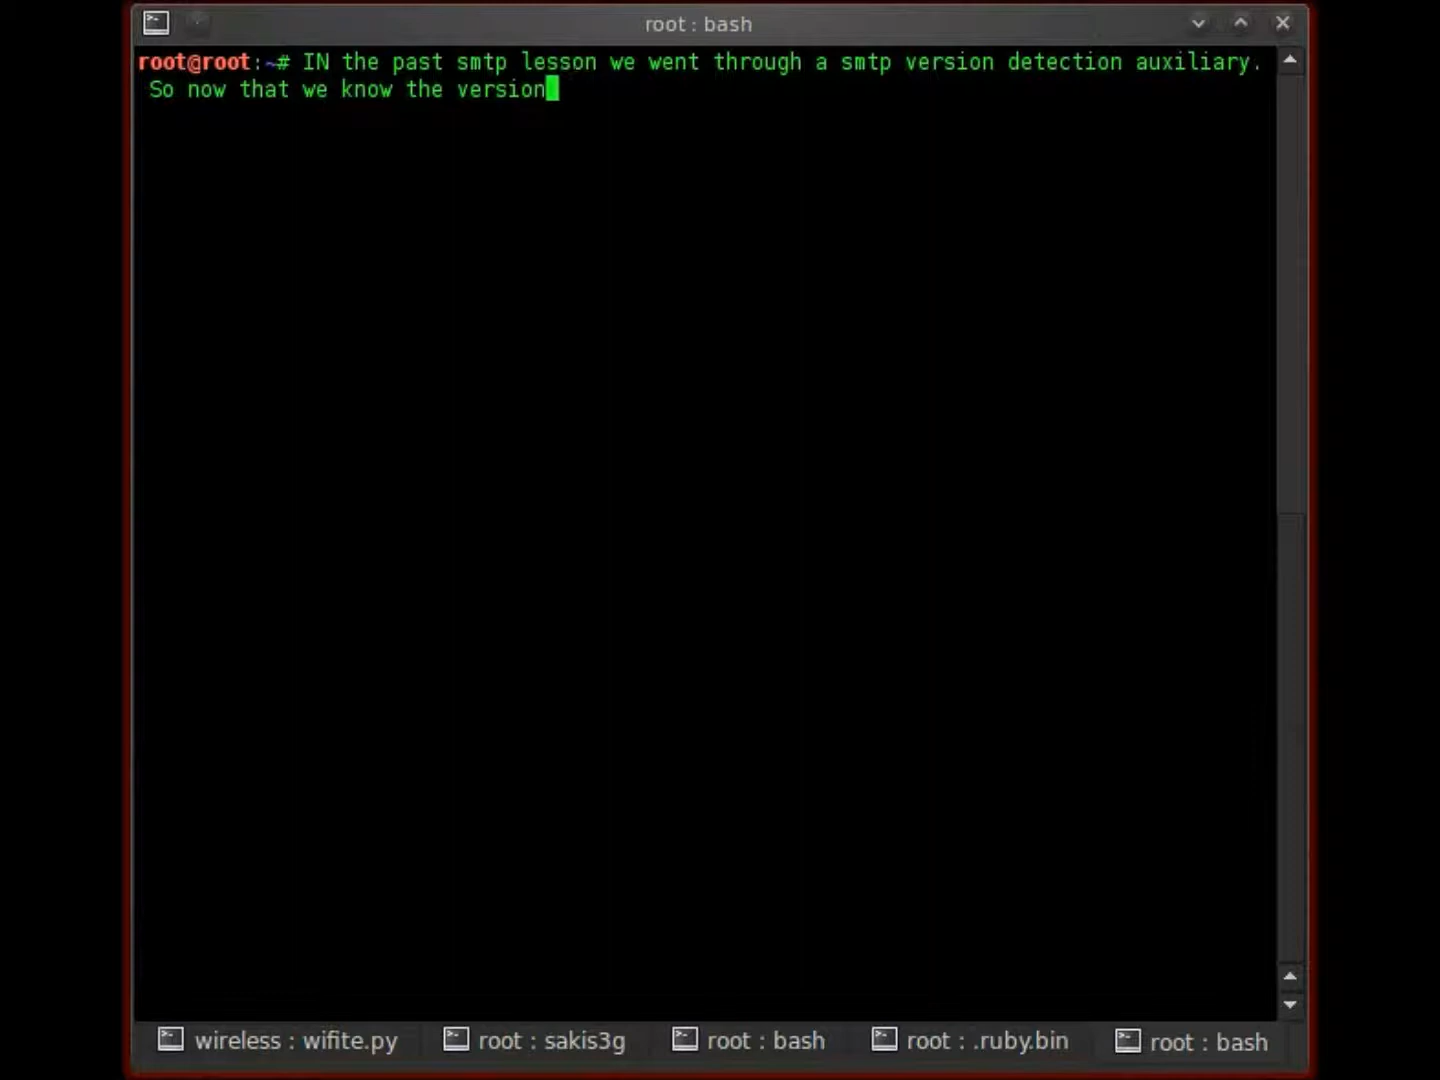 root : bash
root@root:~# IN the past smtp lesson we went through a smtp version detection auxiliary.
So now that we know the version
wireless : wifite.py
root : sakis3g
root : bash
root : .ruby.bin
root : bash